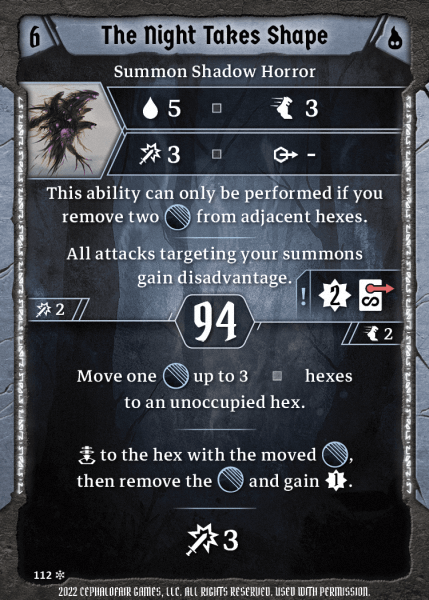 6 The Night Takes Shape
Summon Shadow Horror
5 3
3 -
This ability can only be performed if you
remove two from adjacent hexes.
All attacks targeting your summons
gain disadvantage.
! 2
2 94 2
Move one up to 3 hexes
to an unoccupied hex.
to the hex with the moved ,
then remove the and gain 1.
3
112
2022 CEPHALOFAIR GAMES, LLC. ALL RIGHTS RESERVED. USED WITH PERMISSION.